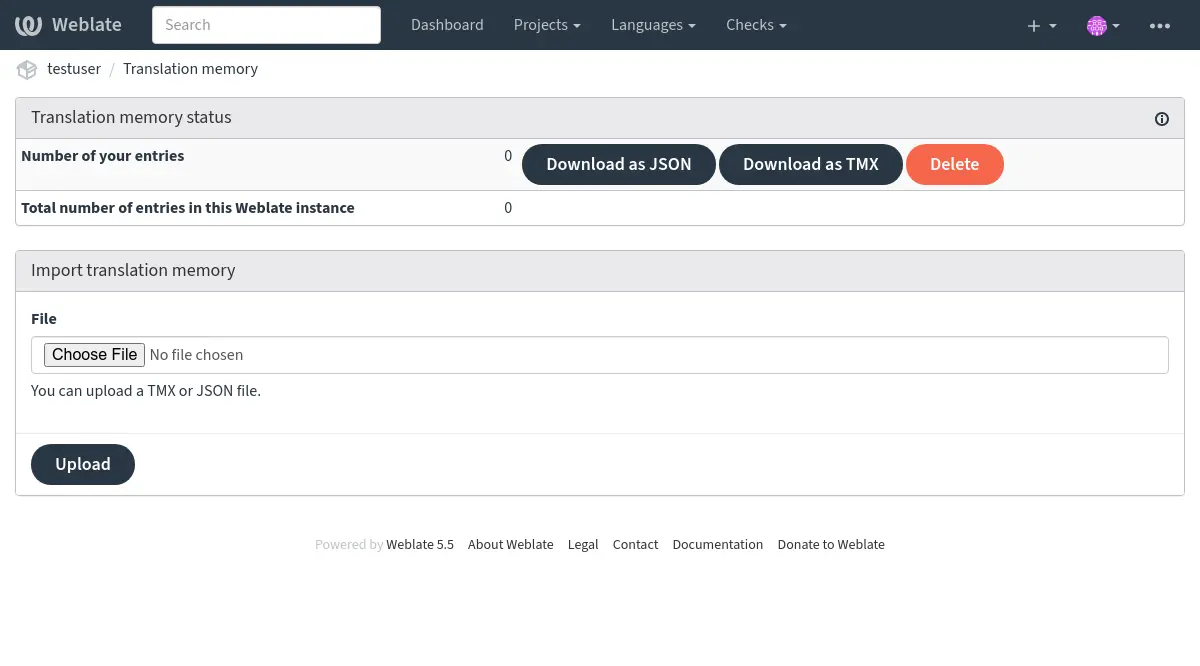 Weblate Search Dashboard Projects Languages Checks
testuser / Translation memory
Translation memory status
Number of your entries 0 Download as JSON Download as TMX Delete
Total number of entries in this Weblate instance 0
Import translation memory
File
Choose File No file chosen
You can upload a TMX or JSON file.
Upload
Powered by Weblate 5.5 About Weblate Legal Contact Documentation Donate to Weblate